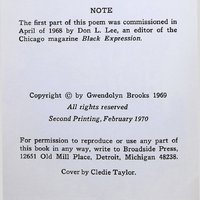 NOTE
The first part of this poem was commissioned in
April of 1968 by Don L. Lee, an editor of the
Chicago magazine Black Expression.
Copyright © by Gwendolyn Brooks 1969
All rights reserved
Second Printing, February 1970
For permission to reproduce or use any part of
this book in any way, write to Broadside Press,
12651 Old Mill Place, Detroit, Michigan 48238.
Cover by Cledie Taylor.